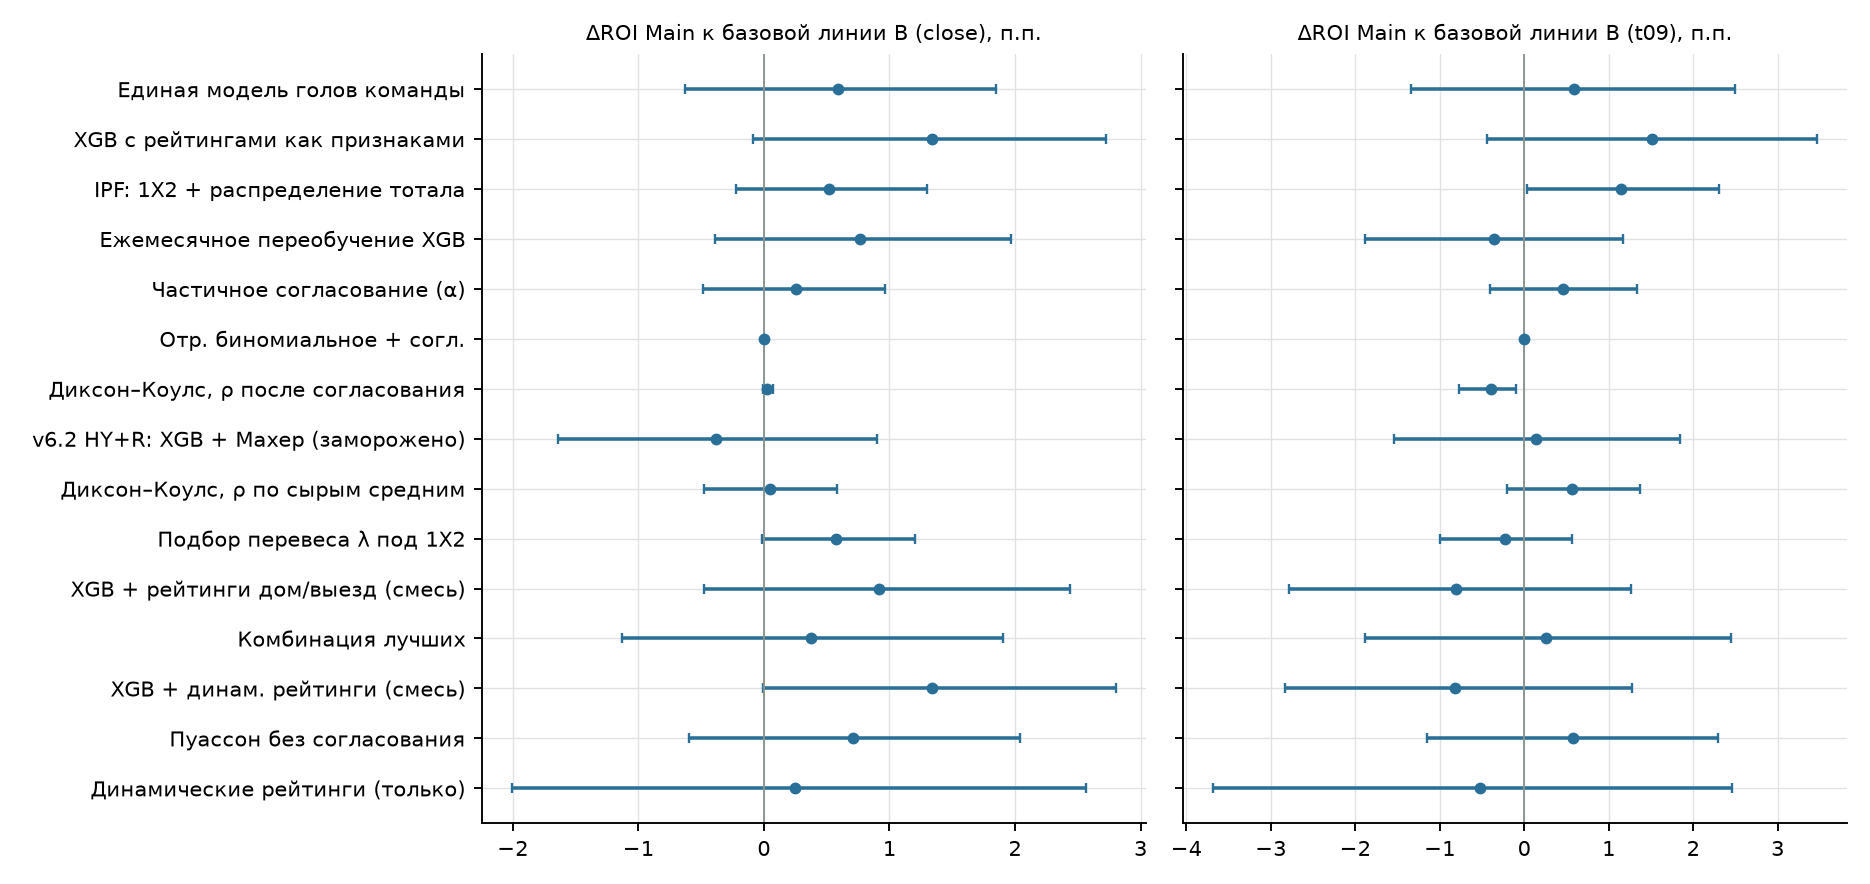 ΔROI Main к базовой линии B (close), п.п.
ΔROI Main к базовой линии B (t09), п.п.
Единая модель голов команды
XGB с рейтингами как признаками
IPF: 1X2 + распределение тотала
Ежемесячное переобучение XGB
Частичное согласование (α)
Отр. биномиальное + согл.
Диксон–Коулс, ρ после согласования
v6.2 HY+R: XGB + Махер (заморожено)
Диксон–Коулс, ρ по сырым средним
Подбор перевеса λ под 1X2
XGB + рейтинги дом/выезд (смесь)
Комбинация лучших
XGB + динам. рейтинги (смесь)
Пуассон без согласования
Динамические рейтинги (только)
−2 −1 0 1 2 3
−4 −3 −2 −1 0 1 2 3